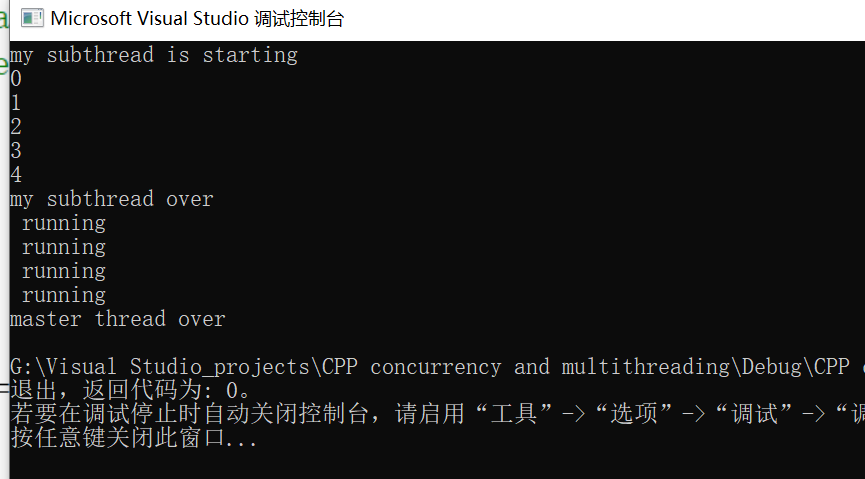 Microsoft Visual Studio 调试控制台
my subthread is starting
0
1
2
3
4
my subthread over
running
running
running
running
master thread over
G:\Visual Studio_projects\CPP concurrency and multithreading\Debug\CPP
退出，返回代码为: 0。
若要在调试停止时自动关闭控制台，请启用“工具”->“选项”->“调试”->“调
按任意键关闭此窗口...